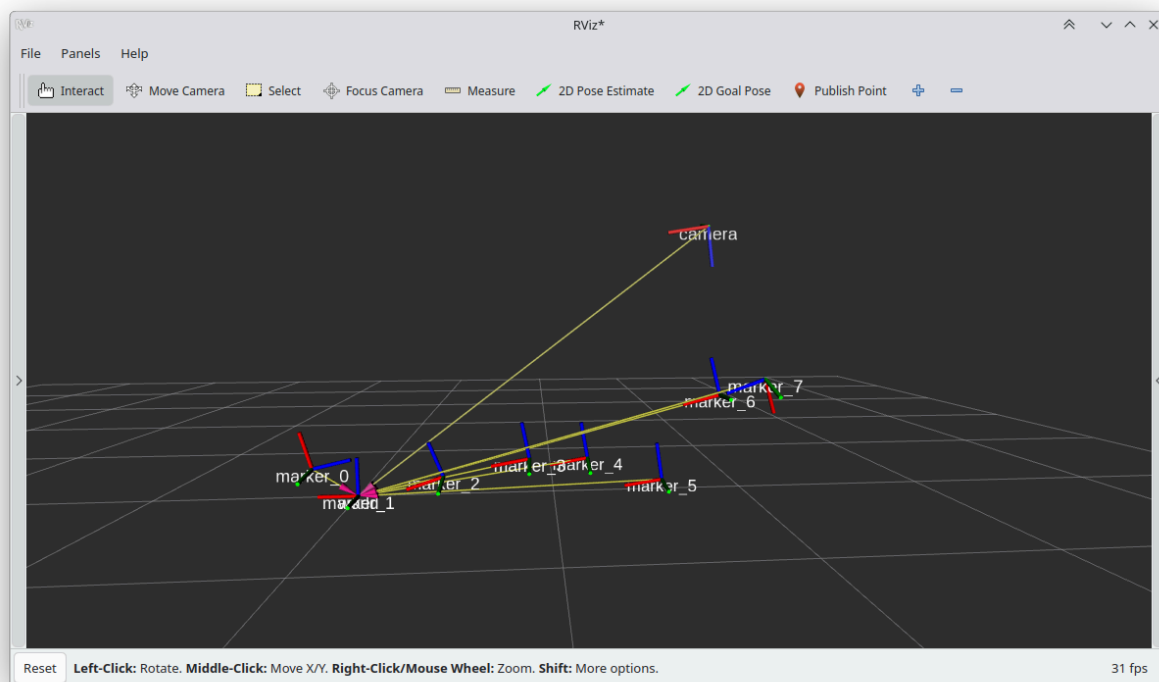 RViz*
File Panels Help
Interact Move Camera Select Focus Camera Measure 2D Pose Estimate 2D Goal Pose Publish Point
camera
marker_7
marker_6
marker_0
marker_4
marker_2
marker_5
Reset Left-Click: Rotate. Middle-Click: Move X/Y. Right-Click/Mouse Wheel: Zoom. Shift: More options. 31 fps